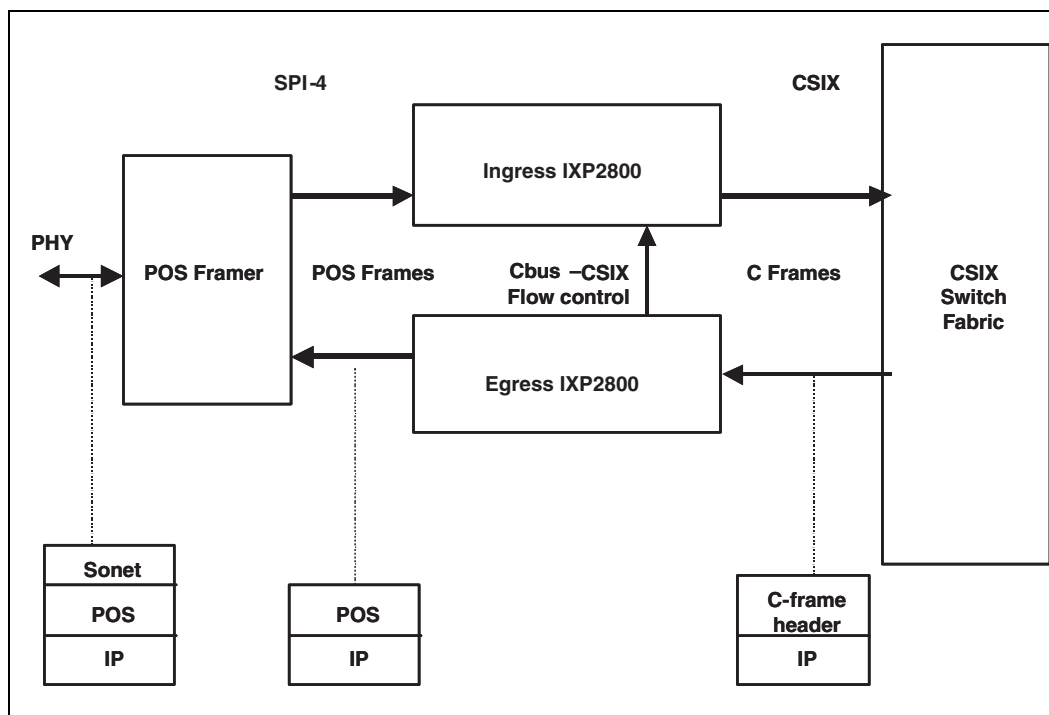 SPI-4
CSIX
Ingress IXP2800
PHY
POS Framer
POS Frames
Cbus –CSIX
Flow control
C Frames
CSIX
Switch
Fabric
Egress IXP2800
Sonet
POS
IP
POS
IP
C-frame
header
IP